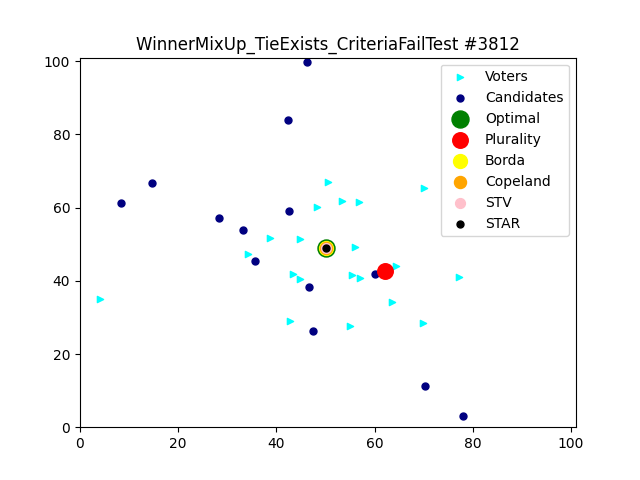 WinnerMixUp_TieExists_CriteriaFailTest #3812
100
80
60
40
20
0
0
20
40
60
80
100
Voters
Candidates
Optimal
Plurality
Borda
Copeland
STV
STAR